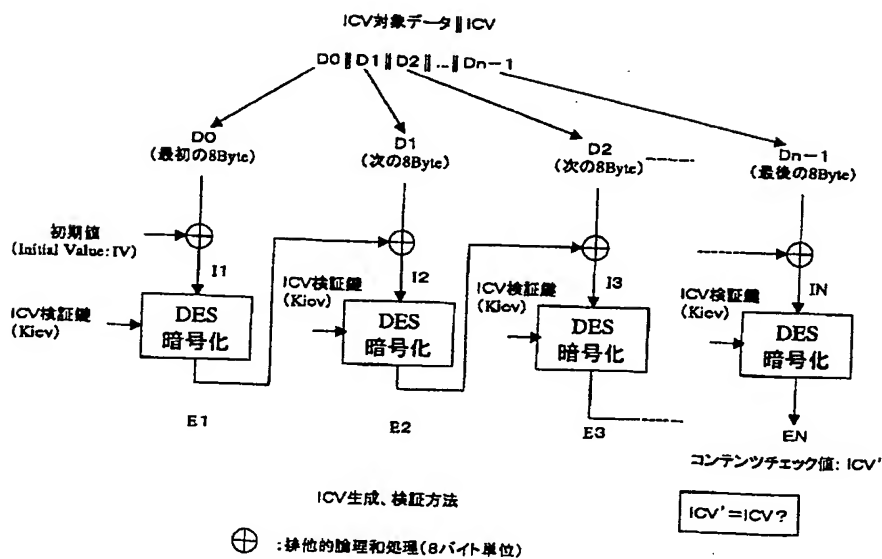 ICV対象データ‖ICV
D0‖D1‖D2‖...‖Dn-1
D0
(最初の8Byte)
D1
(次の8Byte)
D2
(次の8Byte)
Dn-1
(最後の8Byte)
初期値
(Initial Value:IV)
I1
I2
I3
IN
ICV検証鍵
(Kicv)
ICV検証鍵
(Kicv)
ICV検証鍵
(Kicv)
ICV検証鍵
(Kicv)
DES
暗号化
DES
暗号化
DES
暗号化
DES
暗号化
E1
E2
E3
EN
コンテンツチェック値: ICV'
ICV生成、検証方法
ICV'=ICV?
:排他的論理和処理(8バイト単位)